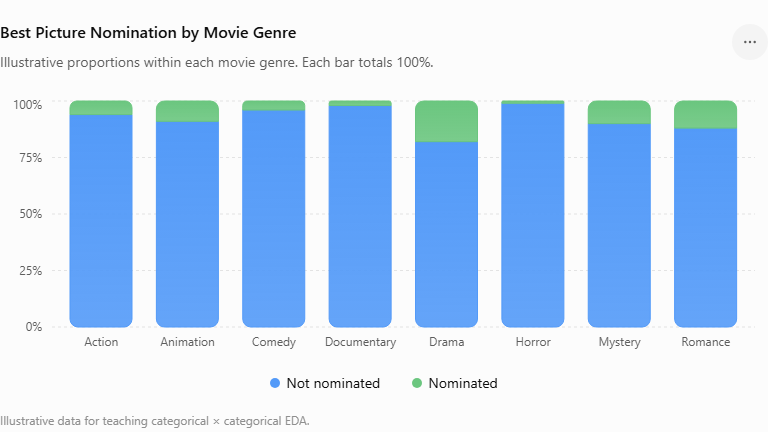 Best Picture Nomination by Movie Genre
Illustrative proportions within each movie genre. Each bar totals 100%.
100%
75%
50%
25%
0%
Action Animation Comedy Documentary Drama Horror Mystery Romance
Not nominated Nominated
Illustrative data for teaching categorical × categorical EDA.